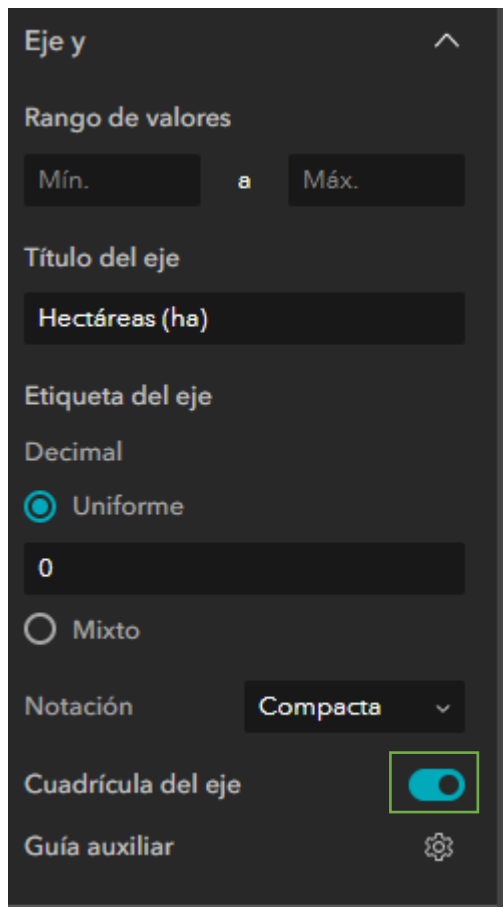 Eje y
Rango de valores
Mín. a Máx.
Título del eje
Hectáreas (ha)
Etiqueta del eje
Decimal
Uniforme
0
Mixto
Notación Compacta
Cuadrícula del eje
Guía auxiliar